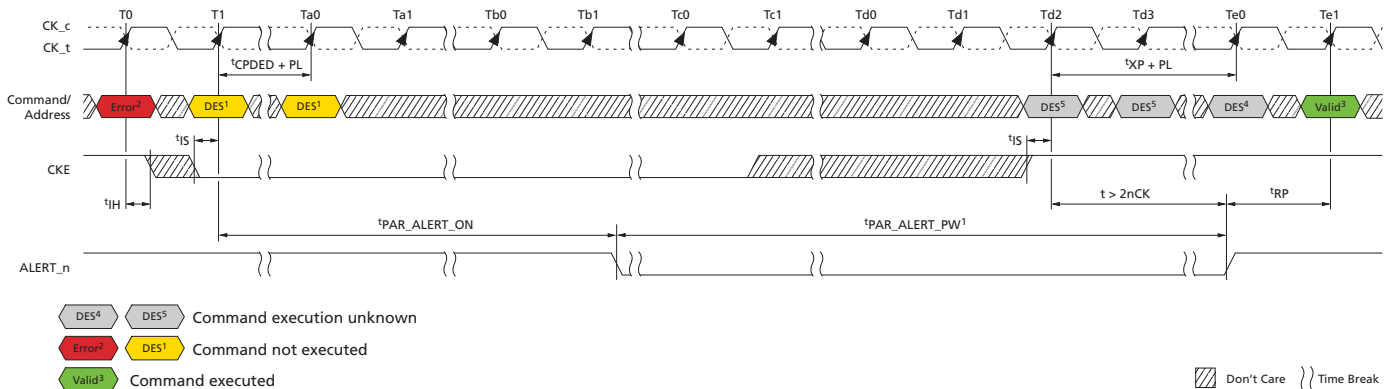 T0 T1 Ta0 Ta1 Tb0 Tb1 Tc0 Tc1 Td0 Td1 Td2 Td3 Te0 Te1
CK_c
CK_t
tCPDED + PL tXP + PL
Command/
Address
Error² DES¹ DES¹ DES⁵ DES⁵ DES⁴ Valid³
tIS tIS
CKE
tIH t > 2nCK tRP
tPAR_ALERT_ON tPAR_ALERT_PW¹
ALERT_n
DES⁴ DES⁵ Command execution unknown
Error² DES¹ Command not executed
Valid³ Command executed
Don't Care Time Break